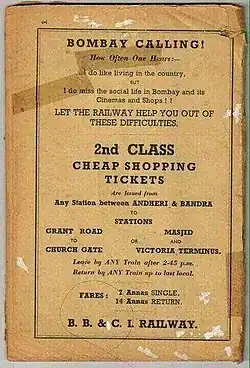 BOMBAY CALLING!
How Often One Hears:—
I do like living in the country,
BUT
I do miss the social life in Bombay and its
Cinemas and Shops ! !
LET THE RAILWAY HELP YOU OUT OF
THESE DIFFICULTIES.
2nd CLASS
CHEAP SHOPPING
TICKETS
Are Issued from
Any Station between ANDHERI & BANDRA
TO
STATIONS
GRANT ROAD MASJID
TO OR AND
CHURCH GATE VICTORIA TERMINUS.
Leave by ANY Train after 2-45 p.m.
Return by ANY Train up to last local.
FARES: 7 Annas SINGLE.
14 Annas RETURN.
B. B. & C. I. RAILWAY.